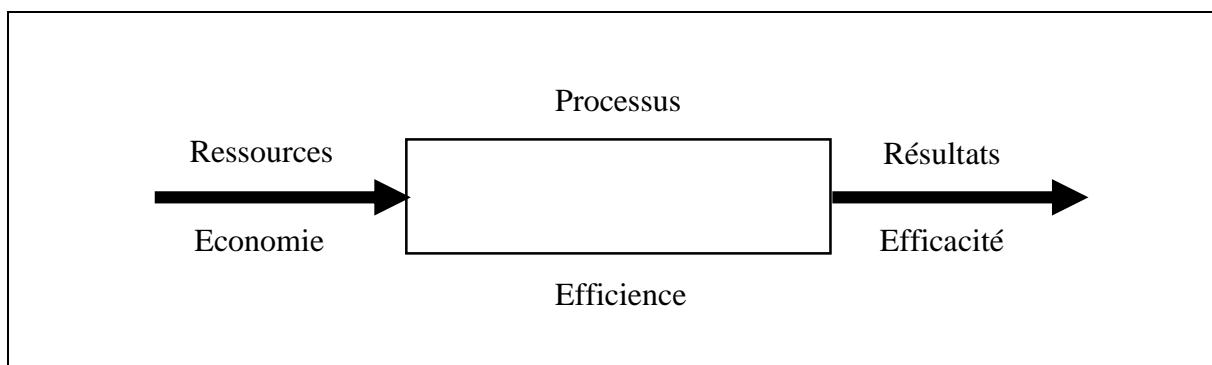 Processus
Ressources
Résultats
Economie
Efficacité
Efficience